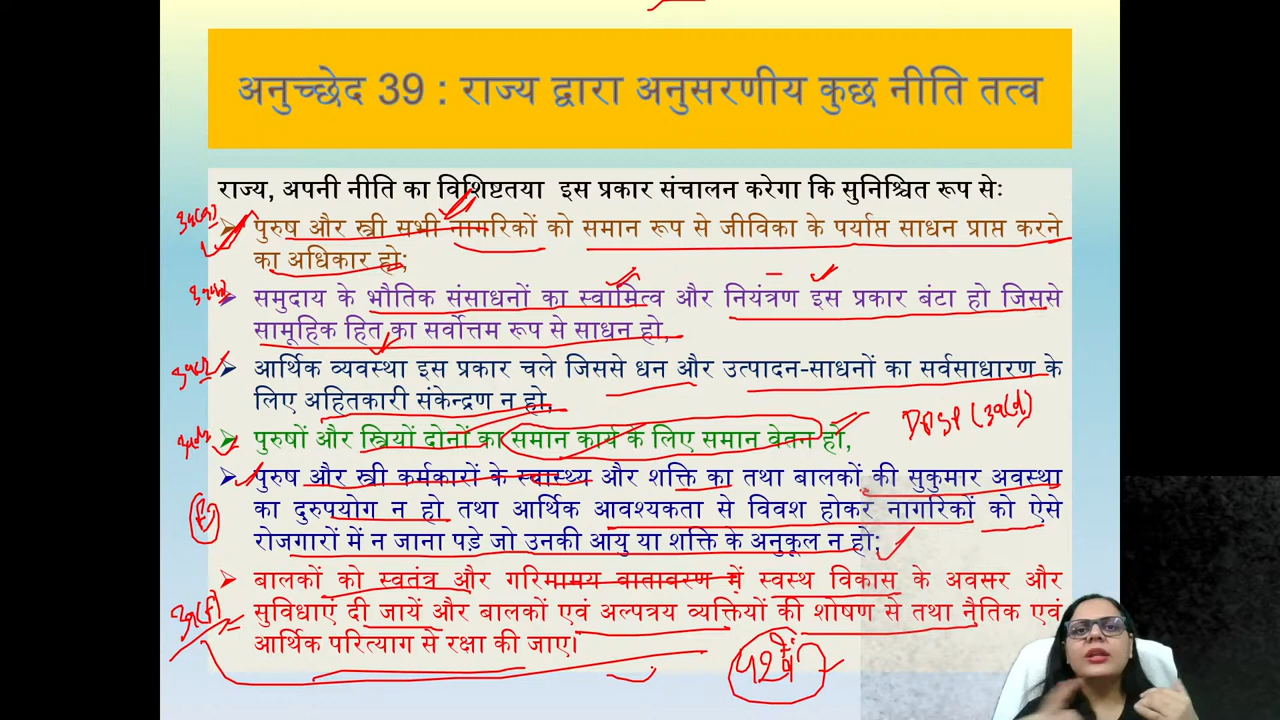 अनुच्छेद 39 : राज्य द्वारा अनुसरणीय कुछ नीति तत्व
राज्य, अपनी नीति का विशिष्टतया इस प्रकार संचालन करेगा कि सुनिश्चित रूप से:
39(a)
➢ पुरुष और स्त्री सभी नागरिकों को समान रूप से जीविका के पर्याप्त साधन प्राप्त करने
का अधिकार हो;
➢ समुदाय के भौतिक संसाधनों का स्वामित्व और नियंत्रण इस प्रकार बंटा हो जिससे
सामूहिक हित का सर्वोत्तम रूप से साधन हो,
➢ आर्थिक व्यवस्था इस प्रकार चले जिससे धन और उत्पादन-साधनों का सर्वसाधारण के
लिए अहितकारी संकेन्द्रण न हो,
➢ पुरुषों और स्त्रियों दोनों का समान कार्य के लिए समान वेतन हो,
➢ पुरुष और स्त्री कर्मकारों के स्वास्थ्य और शक्ति का तथा बालकों की सुकुमार अवस्था
का दुरुपयोग न हो तथा आर्थिक आवश्यकता से विवश होकर नागरिकों को ऐसे
रोजगारों में न जाना पड़े जो उनकी आयु या शक्ति के अनुकूल न हो;
➢ बालकों को स्वतंत्र और गरिमामय वातावरण में स्वस्थ विकास के अवसर और
39(f)
सुविधाएं दी जायें और बालकों एवं अल्पत्रय व्यक्तियों की शोषण से तथा नैतिक एवं
आर्थिक परित्याग से रक्षा की जाए।